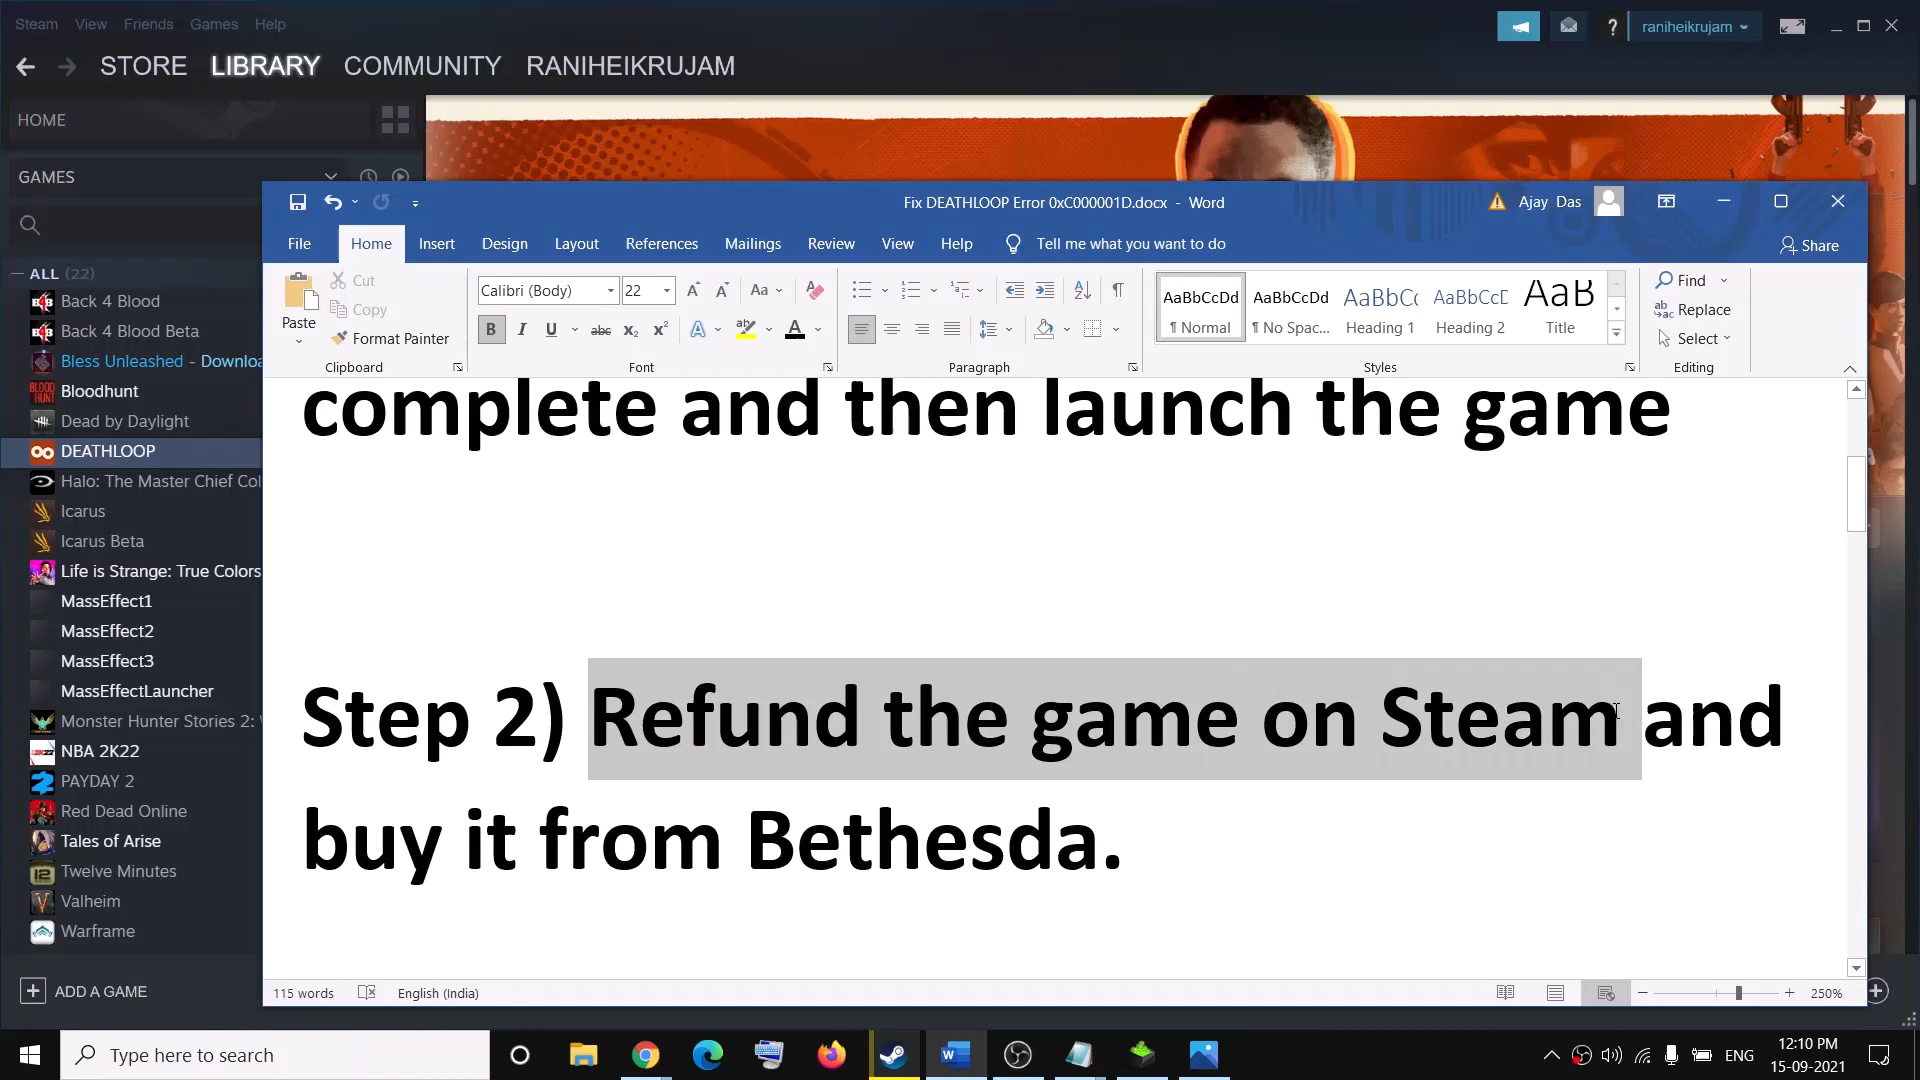 Steam View Friends Games Help
raniheikrujam
STORE LIBRARY COMMUNITY RANIHEIKRUJAM
HOME
GAMES
ALL (22)
Back 4 Blood
Back 4 Blood Beta
Bless Unleashed - Downloa
Bloodhunt
Dead by Daylight
DEATHLOOP
Halo: The Master Chief Col
Icarus
Icarus Beta
Life is Strange: True Colors
MassEffect1
MassEffect2
MassEffect3
MassEffectLauncher
Monster Hunter Stories 2:
NBA 2K22
PAYDAY 2
Red Dead Online
Tales of Arise
Twelve Minutes
Valheim
Warframe
ADD A GAME
Fix DEATHLOOP Error 0xC000001D.docx - Word
Ajay Das
File Home Insert Design Layout References Mailings Review View Help Tell me what you want to do
Share
Paste
Cut
Copy
Format Painter
Clipboard
Calibri (Body) 22
Font
Paragraph
AaBbCcDd AaBbCcDd AaBbCc AaBbCcD AaB
¶ Normal ¶ No Spac... Heading 1 Heading 2 Title
Styles
Find
Replace
Select
Editing
complete and then launch the game
Step 2) Refund the game on Steam and
buy it from Bethesda.
115 words English (India)
250%
Type here to search
ENG
12:10 PM
15-09-2021